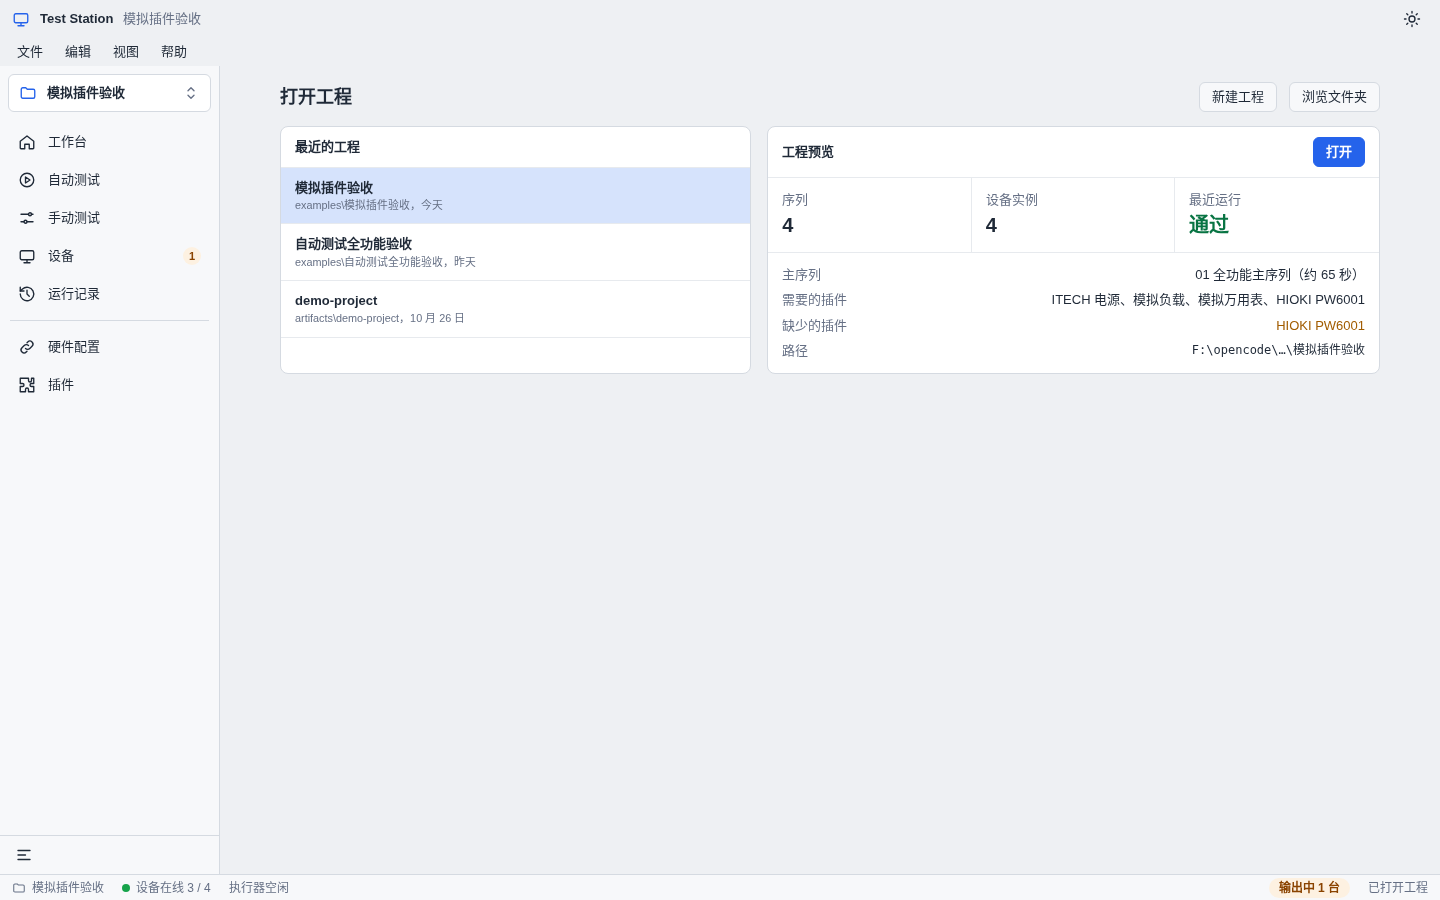 Test Station 模拟插件验收
文件 编辑 视图 帮助
模拟插件验收
工作台
自动测试
手动测试
设备 1
运行记录
硬件配置
插件
打开工程
新建工程 浏览文件夹
最近的工程
模拟插件验收
examples\模拟插件验收，今天
自动测试全功能验收
examples\自动测试全功能验收，昨天
demo-project
artifacts\demo-project，10 月 26 日
工程预览 打开
序列 设备实例 最近运行
4 4 通过
主序列 01 全功能主序列（约 65 秒）
需要的插件 ITECH 电源、模拟负载、模拟万用表、HIOKI PW6001
缺少的插件 HIOKI PW6001
路径 F:\opencode\…\模拟插件验收
模拟插件验收 设备在线 3 / 4 执行器空闲 输出中 1 台 已打开工程